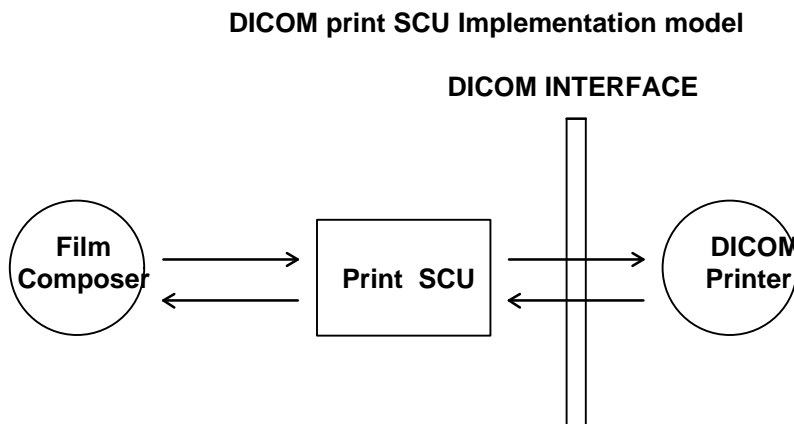 DICOM print SCU Implementation model
DICOM INTERFACE
Film
Composer
Print SCU
DICOM
Printer